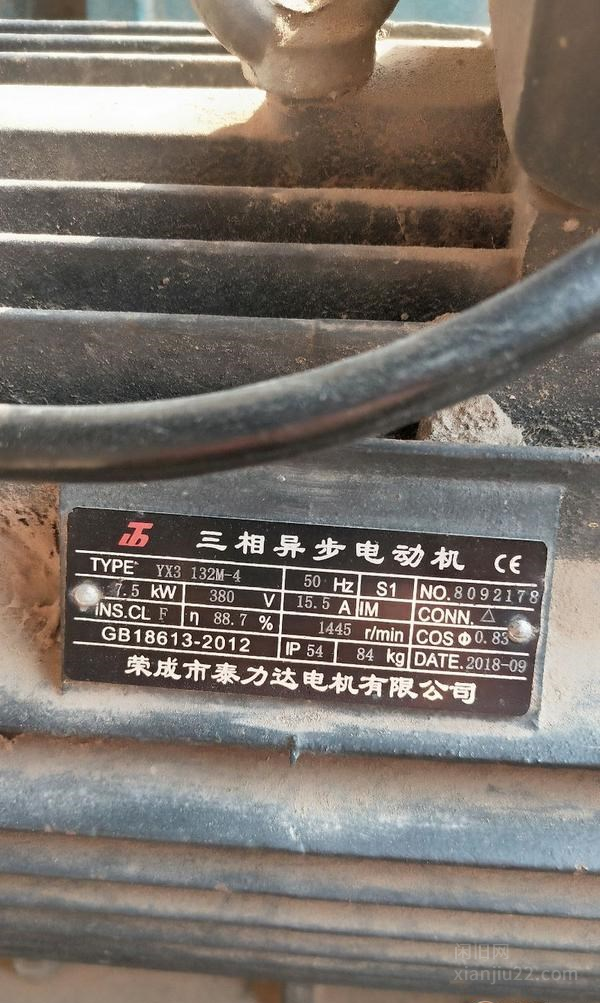 三相异步电动机 CE
TYPE YX3 132M-4 50 Hz S1 NO.8092178
7.5 kW 380 V 15.5 A IM CONN. △
INS.CL F η 88.7 % 1445 r/min COSΦ0.83
GB18613-2012 IP 54 84 kg DATE.2018-09
荣成市泰力达电机有限公司
闲旧网
xianjiu22.com